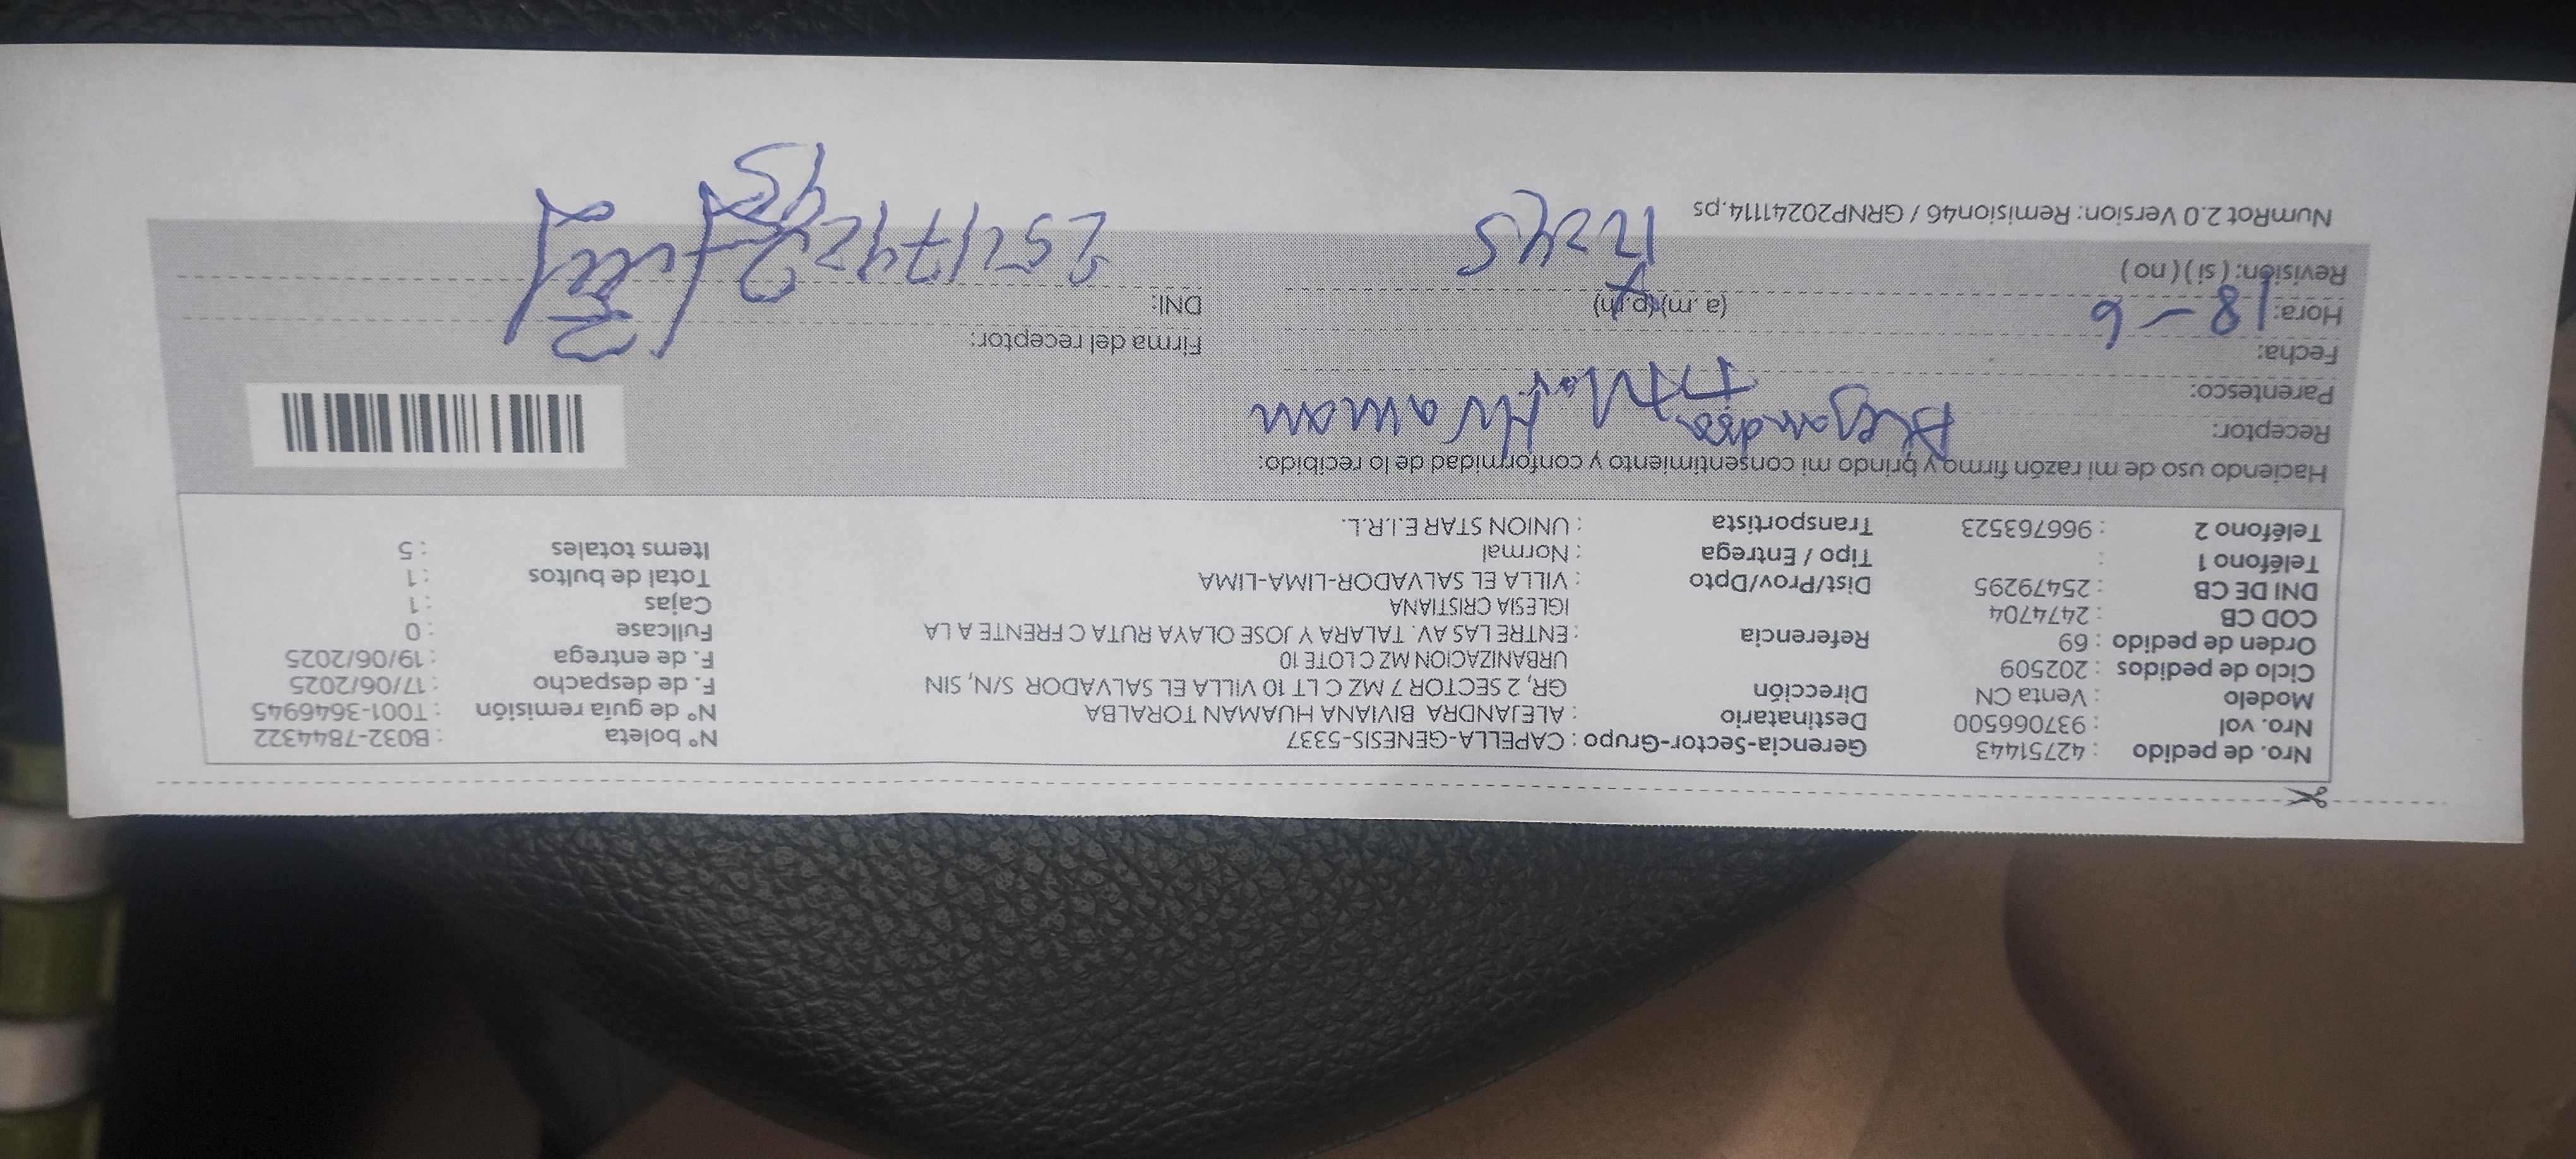 Nro. de pedido : 42751443
Nro. vol : 937066500
Modelo : Venta CN
Ciclo de pedidos : 202509
Orden de pedido : 69
COD CB : 2474704
DNI DE CB : 25479295
Teléfono 1 :
Teléfono 2 : 966763523
Gerencia-Sector-Grupo : CAPELLA-GENESIS-5337
Destinatario : ALEJANDRA BIVIANA HUAMAN TORALBA
Dirección GR, 2 SECTOR 7 MZ C LT 10 VILLA EL SALVADOR S/N, SIN
URBANIZACION MZ C LOTE 10
Referencia : ENTRE LAS AV. TALARA Y JOSE OLAYA RUTA C FRENTE A LA
IGLESIA CRISTIANA
Dist/Prov/Dpto : VILLA EL SALVADOR-LIMA-LIMA
Tipo / Entrega : Normal
Transportista : UNION STAR E.I.R.L.
N° boleta : B032-7844322
N° de guía remisión : T001-3646945
F. de despacho : 17/06/2025
F. de entrega : 19/06/2025
Fullcase : 0
Cajas : 1
Total de bultos : 1
Items totales : 5
Haciendo uso de mi razón firmo y brindo mi consentimiento y conformidad de lo recibido:
Receptor: Alejandra Huaman
Parentesco:
Fecha: 18-6
Hora: (a.m) (p.m)
Revisión: ( si ) ( no )
Firma del receptor:
DNI:
NumRot 2.0 Version: Remision46 / GRNP20241114.ps